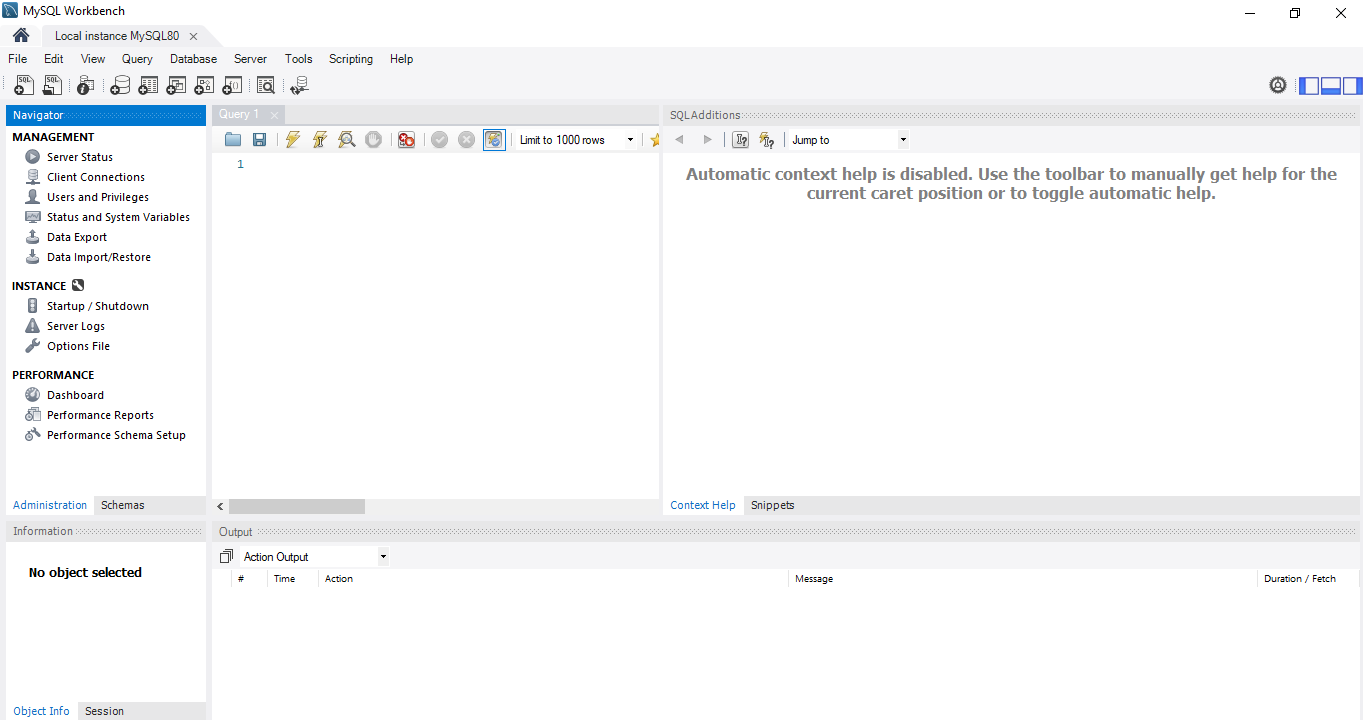 MySQL Workbench
Local instance MySQL80
File Edit View Query Database Server Tools Scripting Help
SQL SQL
Navigator
MANAGEMENT
Server Status
Client Connections
Users and Privileges
Status and System Variables
Data Export
Data Import/Restore
INSTANCE
Startup / Shutdown
Server Logs
Options File
PERFORMANCE
Dashboard
Performance Reports
Performance Schema Setup
Administration Schemas
Query 1
Limit to 1000 rows
1
SQLAdditions
Jump to
Automatic context help is disabled. Use the toolbar to manually get help for the
current caret position or to toggle automatic help.
Context Help Snippets
Information
No object selected
Object Info Session
Output
Action Output
# Time Action Message Duration / Fetch